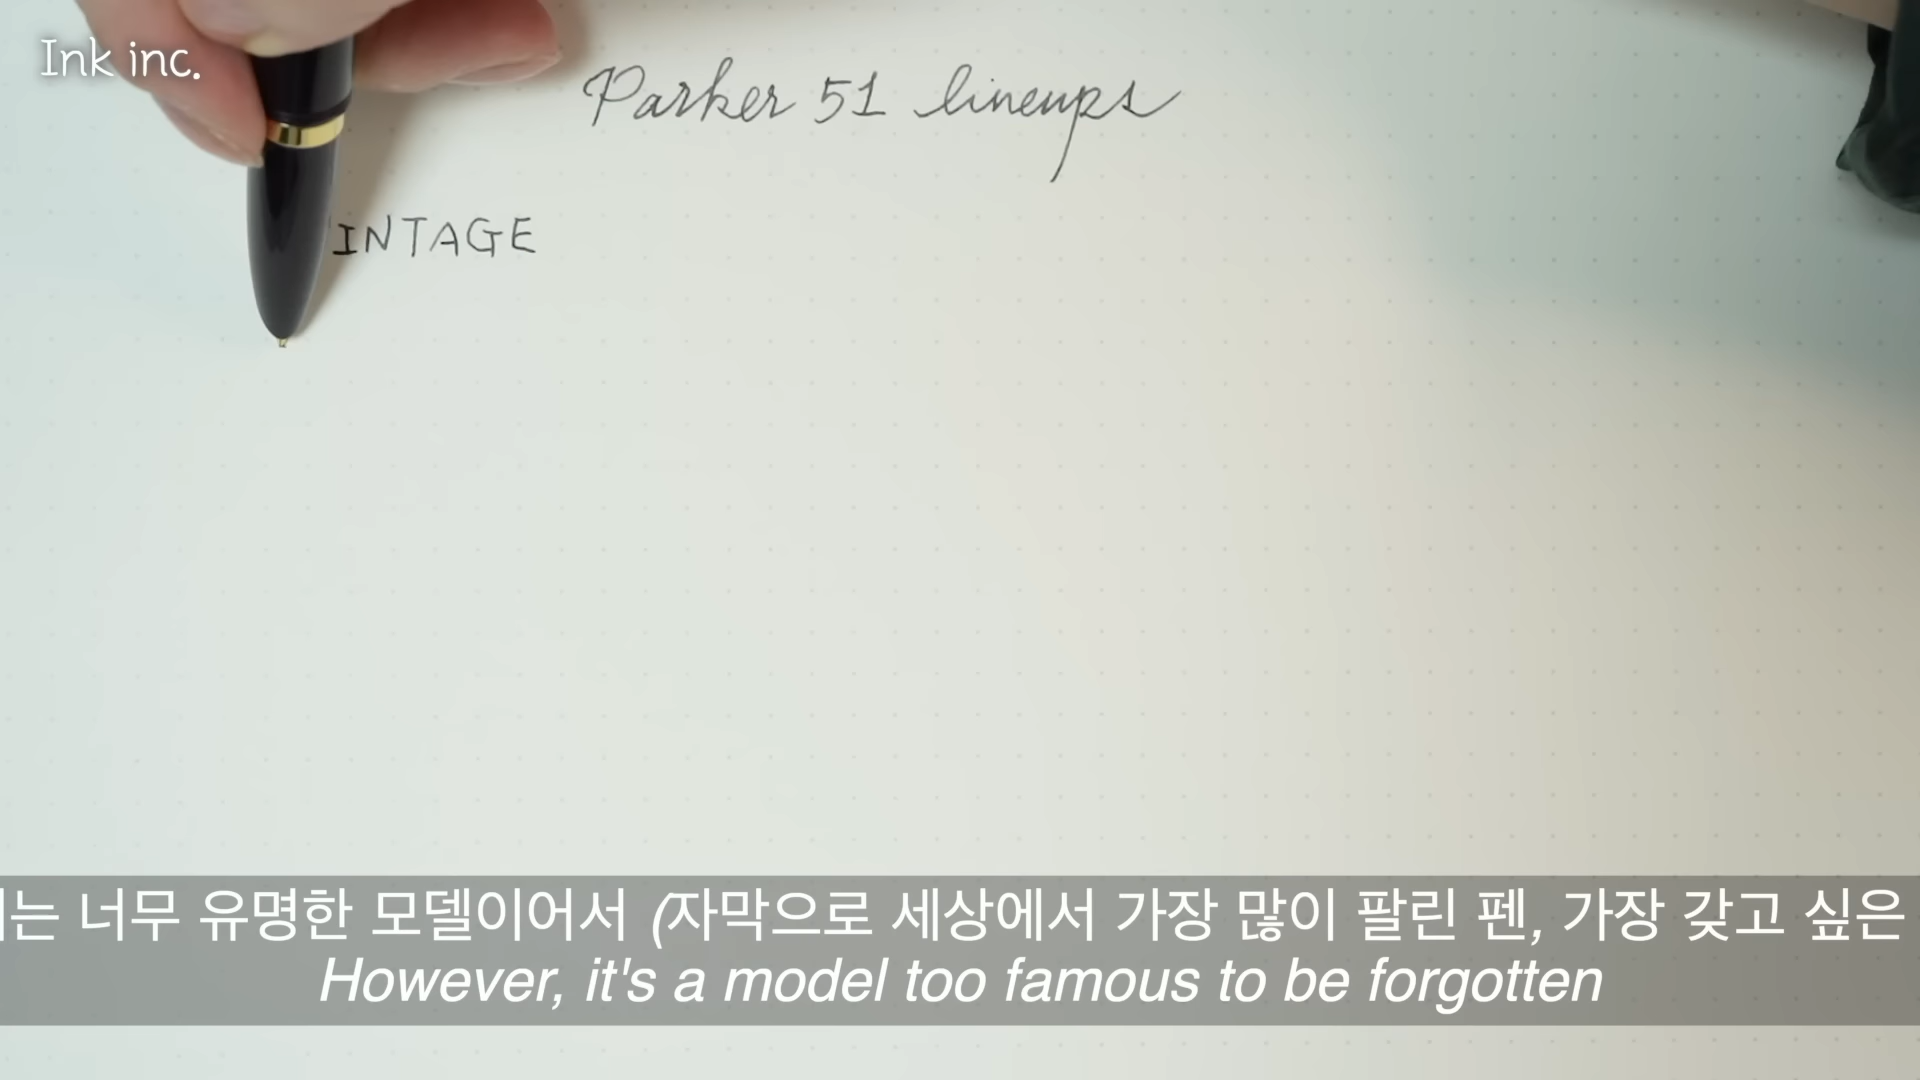 Ink inc.
Parker 51 lineups
INTAGE
는 너무 유명한 모델이어서 (자막으로 세상에서 가장 많이 팔린 펜, 가장 갖고 싶은
However, it's a model too famous to be forgotten